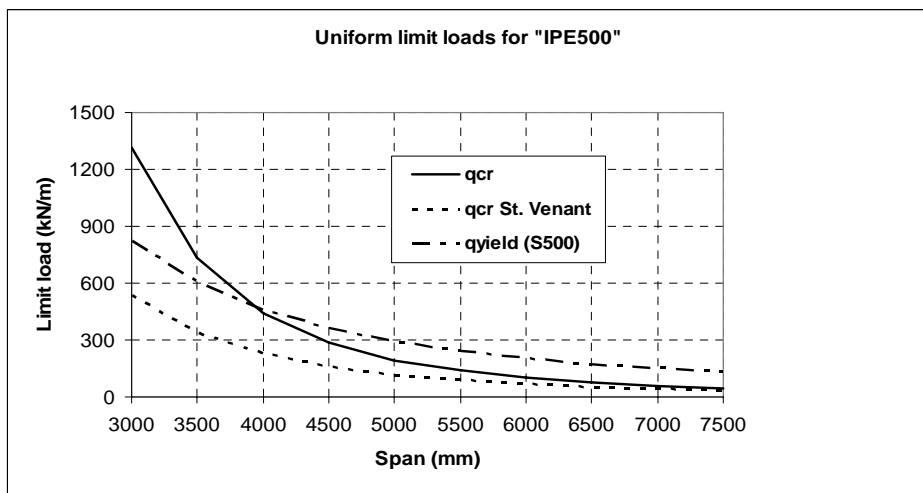 Uniform limit loads for "IPE500"
1500
1200
900
600
300
0
Limit load (kN/m)
qcr
qcr St. Venant
qyield (S500)
3000 3500 4000 4500 5000 5500 6000 6500 7000 7500
Span (mm)